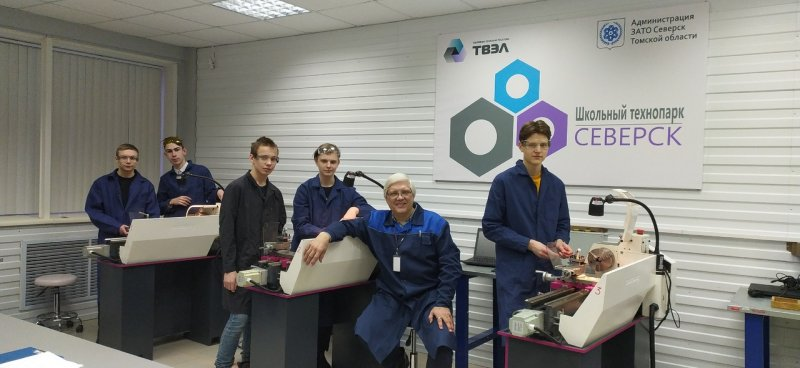 ТВЭЛ
Администрация
ЗАТО Северск
Томской области
Школьный технопарк
СЕВЕРСК